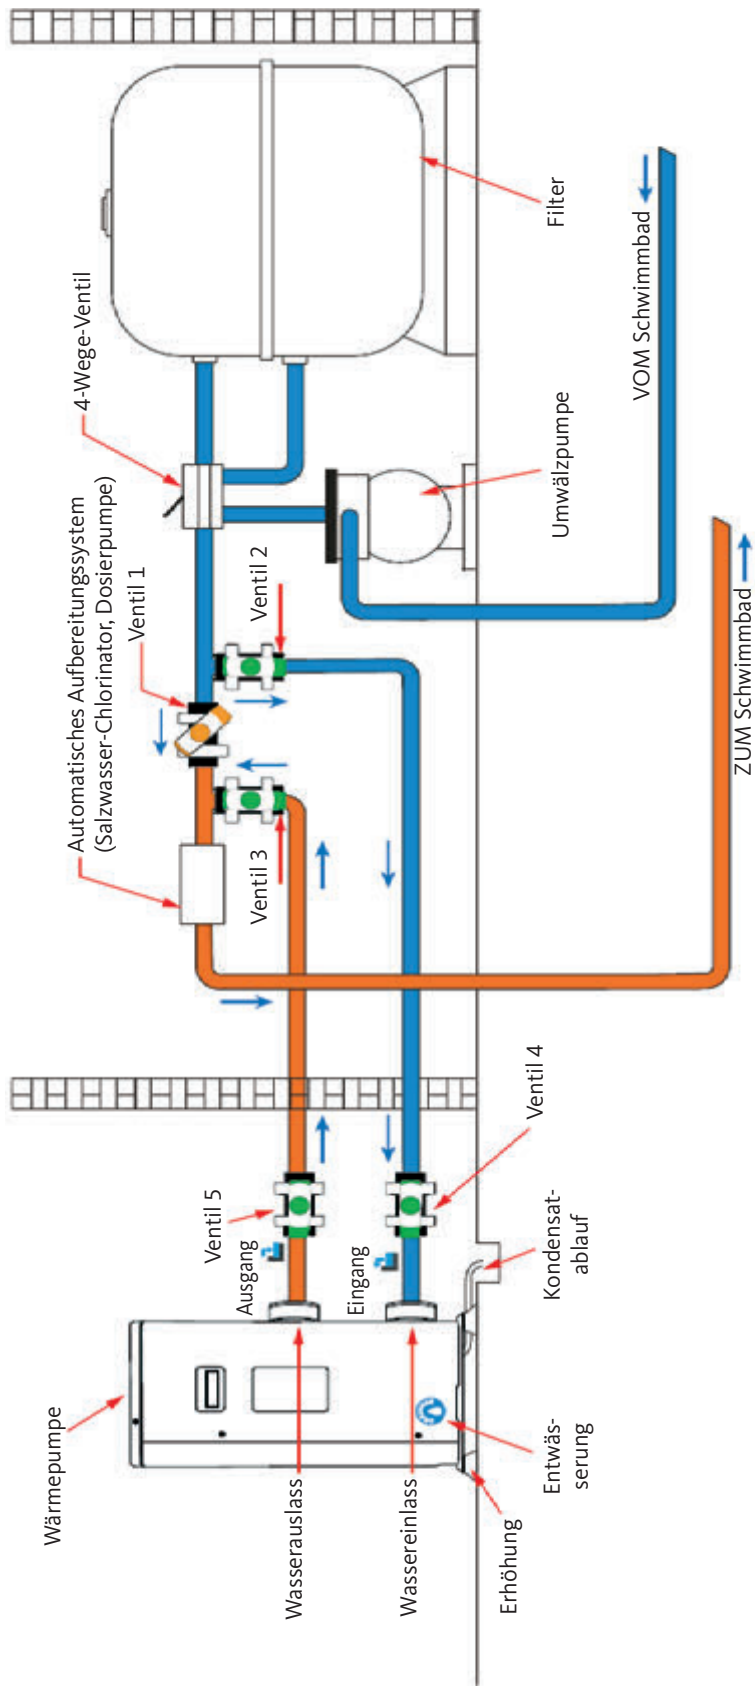 Wärmepumpe
Automatisches Aufbereitungssystem
(Salzwasser-Chlorinator, Dosierpumpe)
4-Wege-Ventil
Ventil 1
Ventil 5
Ausgang
Ventil 3
Ventil 2
Wasserauslass
Eingang
Wassereinlass
Erhöhung
Entwäs-
serung
Kondensat-
ablauf
Ventil 4
Umwälzpumpe
Filter
VOM Schwimmbad
ZUM Schwimmbad